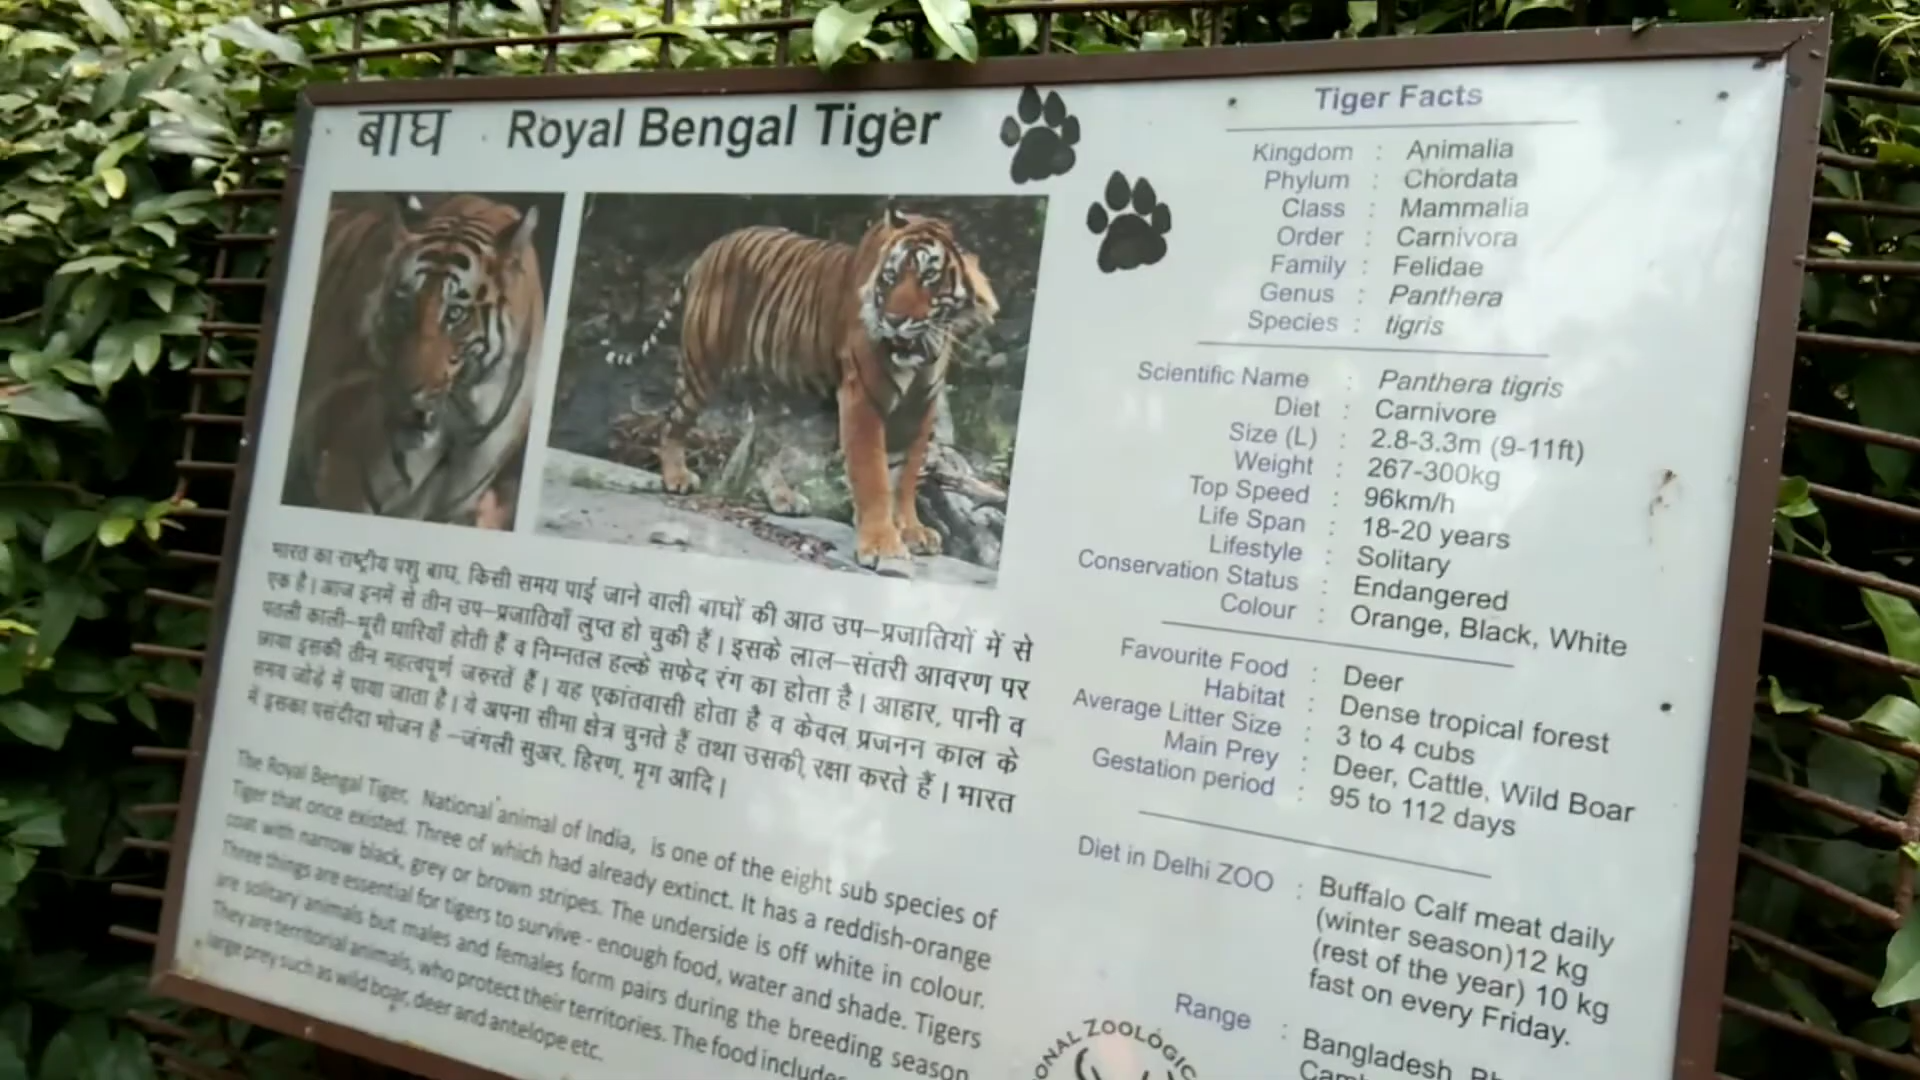 बाघ Royal Bengal Tiger
भारत का राष्ट्रीय पशु बाघ, किसी समय पाई जाने वाली बाघों की आठ उप–प्रजातियों में से
एक है। आज इनमें से तीन उप–प्रजातियाँ लुप्त हो चुकी हैं। इसके लाल–संतरी आवरण पर
पतली काली–भूरी धारियाँ होती हैं व निम्नतल हल्के सफेद रंग का होता है। आहार, पानी व
छाया इसकी तीन महत्वपूर्ण जरुरतें हैं। यह एकांतवासी होता है व केवल प्रजनन काल के
समय जोड़े में पाया जाता है। ये अपना सीमा क्षेत्र चुनते हैं तथा उसकी रक्षा करते हैं। भारत
में इसका पसंदीदा भोजन है –जंगली सुअर, हिरण, मृग आदि।
The Royal Bengal Tiger, National animal of India, is one of the eight sub species of
Tiger that once existed. Three of which had already extinct. It has a reddish-orange
coat with narrow black, grey or brown stripes. The underside is off white in colour.
Three things are essential for tigers to survive - enough food, water and shade. Tigers
are solitary animals but males and females form pairs during the breeding season
They are territorial animals, who protect their territories. The food includes
large prey such as wild boar, deer and antelope etc.
Tiger Facts
Kingdom : Animalia
Phylum : Chordata
Class : Mammalia
Order : Carnivora
Family : Felidae
Genus : Panthera
Species : tigris
Scientific Name : Panthera tigris
Diet : Carnivore
Size (L) : 2.8-3.3m (9-11ft)
Weight : 267-300kg
Top Speed : 96km/h
Life Span : 18-20 years
Lifestyle : Solitary
Conservation Status : Endangered
Colour : Orange, Black, White
Favourite Food : Deer
Habitat : Dense tropical forest
Average Litter Size : 3 to 4 cubs
Main Prey : Deer, Cattle, Wild Boar
Gestation period : 95 to 112 days
Diet in Delhi ZOO : Buffalo Calf meat daily
(winter season)12 kg
(rest of the year) 10 kg
fast on every Friday.
Range : Bangladesh,